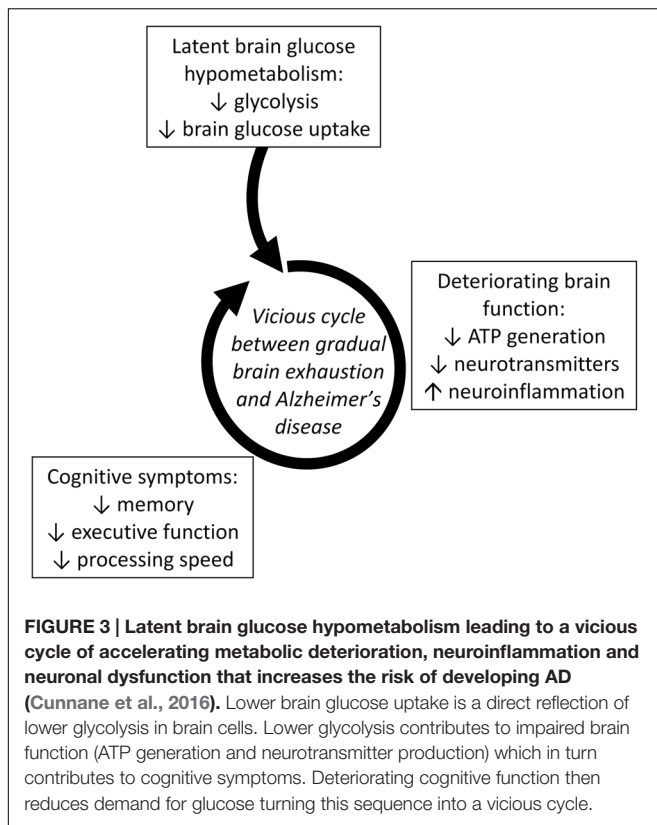 Latent brain glucose
hypometabolism:
↓ glycolysis
↓ brain glucose uptake
Vicious cycle
between gradual
brain exhaustion
and Alzheimer's
disease
Deteriorating brain
function:
↓ ATP generation
↓ neurotransmitters
↑ neuroinflammation
Cognitive symptoms:
↓ memory
↓ executive function
↓ processing speed
FIGURE 3 | Latent brain glucose hypometabolism leading to a vicious
cycle of accelerating metabolic deterioration, neuroinflammation and
neuronal dysfunction that increases the risk of developing AD
(Cunnane et al., 2016). Lower brain glucose uptake is a direct reflection of
lower glycolysis in brain cells. Lower glycolysis contributes to impaired brain
function (ATP generation and neurotransmitter production) which in turn
contributes to cognitive symptoms. Deteriorating cognitive function then
reduces demand for glucose turning this sequence into a vicious cycle.